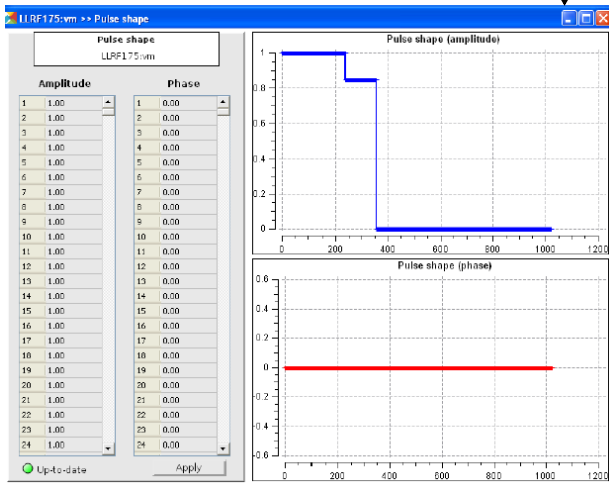 LLRF175:vm >> Pulse shape
Pulse shape
LLRF175:vm
Amplitude Phase
1 1.00 1 0.00
2 1.00 2 0.00
3 1.00 3 0.00
4 1.00 4 0.00
5 1.00 5 0.00
6 1.00 6 0.00
7 1.00 7 0.00
8 1.00 8 0.00
9 1.00 9 0.00
10 1.00 10 0.00
11 1.00 11 0.00
12 1.00 12 0.00
13 1.00 13 0.00
14 1.00 14 0.00
15 1.00 15 0.00
16 1.00 16 0.00
17 1.00 17 0.00
18 1.00 18 0.00
19 1.00 19 0.00
20 1.00 20 0.00
21 1.00 21 0.00
22 1.00 22 0.00
23 1.00 23 0.00
24 1.00 24 0.00
Up-to-date Apply
Pulse shape (amplitude)
1
0.8
0.6
0.4
0.2
0
0 200 400 600 800 1000 1200
Pulse shape (phase)
0.6
0.4
0.2
0
-0.2
-0.4
-0.6
0 200 400 600 800 1000 1200